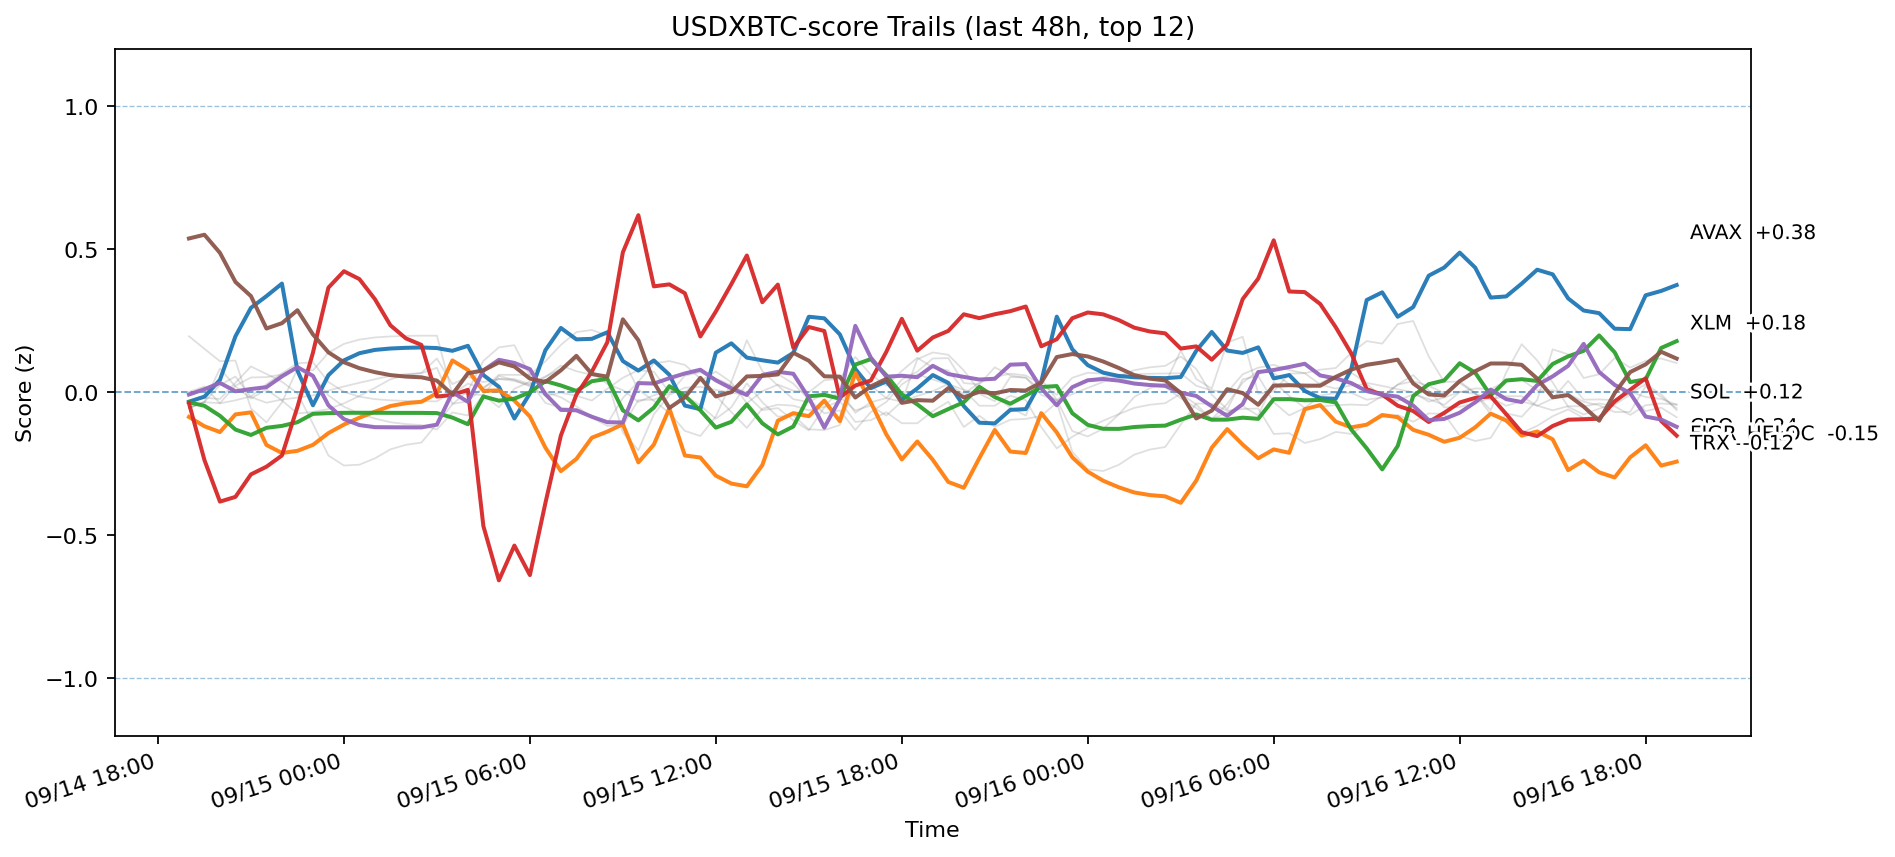 USDXBTC-score Trails (last 48h, top 12)
Score (z)
1.0
0.5
0.0
−0.5
−1.0
AVAX +0.38
XLM +0.18
SOL +0.12
-0.15
TRX -0.12
09/14 18:00
09/15 00:00
09/15 06:00
09/15 12:00
09/15 18:00
09/16 00:00
09/16 06:00
09/16 12:00
09/16 18:00
Time